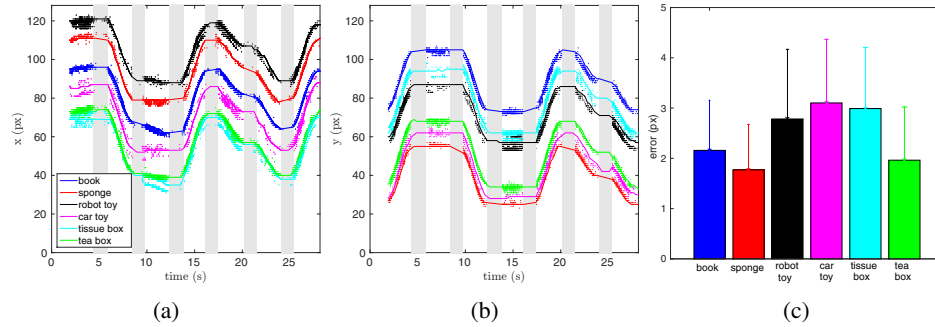 120
100
80
60
40
20
0
x (px)
book
sponge
robot toy
car toy
tissue box
tea box
0 5 10 15 20 25
time (s)
(a)
120
100
80
60
40
20
0
y (px)
0 5 10 15 20 25
time (s)
(b)
5
4
3
2
1
0
error (px)
book sponge robot toy car toy tissue box tea box
(c)